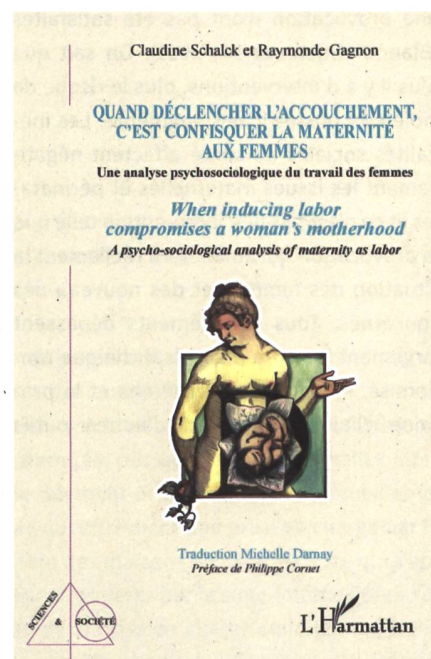 Claudine Schalck et Raymonde Gagnon
QUAND DÉCLENCHER L'ACCOUCHEMENT,
C'EST CONFISQUER LA MATERNITÉ
AUX FEMMES
Une analyse psychosociologique du travail des femmes
When inducing labor
compromises a woman's motherhood
A psycho-sociological analysis of maternity as labor
Traduction Michelle Darnay
Préface de Philippe Cornet
SCIENCES
&
SOCIÉTÉ
L'Harmattan